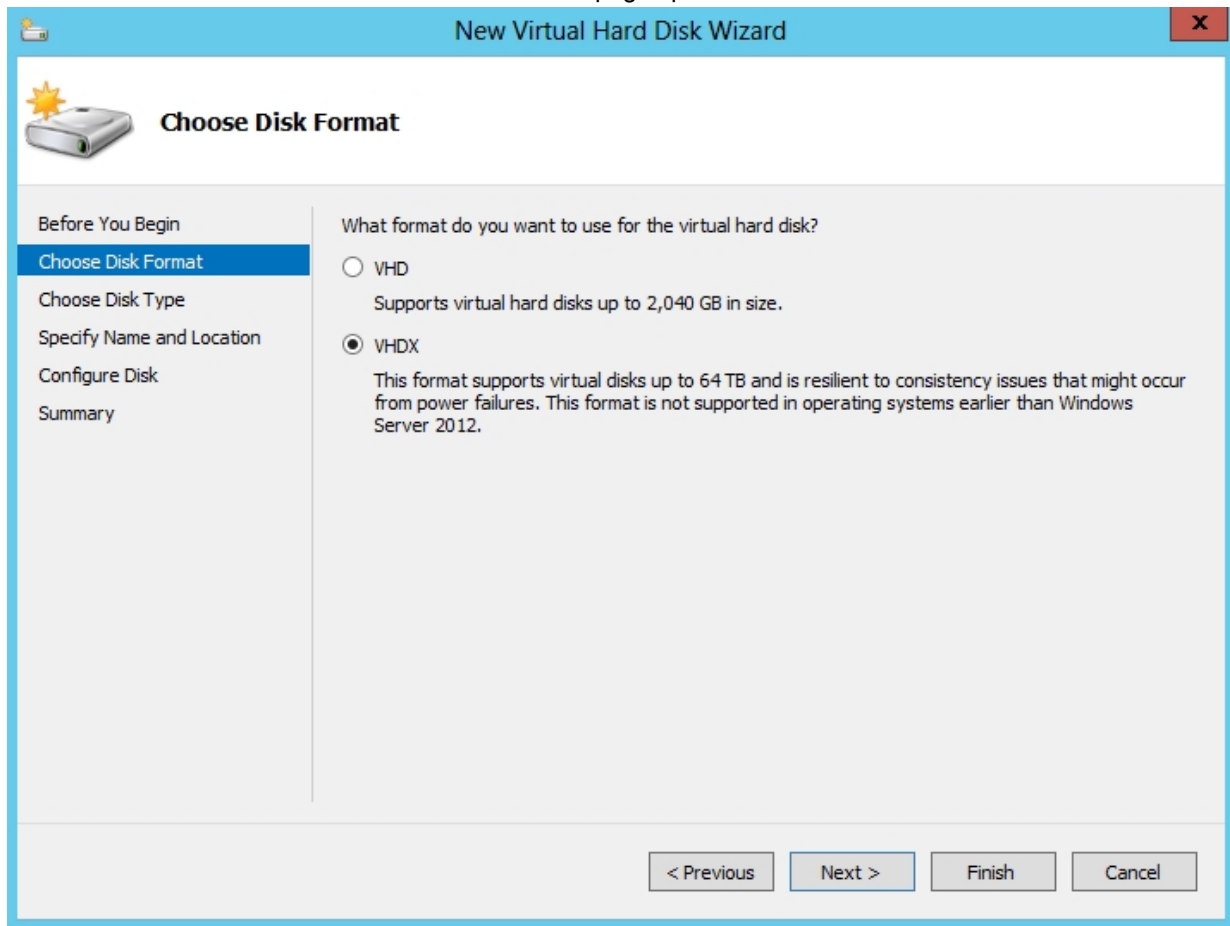 New Virtual Hard Disk Wizard
x
Choose Disk Format
Before You Begin
Choose Disk Format
Choose Disk Type
Specify Name and Location
Configure Disk
Summary
What format do you want to use for the virtual hard disk?
VHD
Supports virtual hard disks up to 2,040 GB in size.
VHDX
This format supports virtual disks up to 64 TB and is resilient to consistency issues that might occur
from power failures. This format is not supported in operating systems earlier than Windows
Server 2012.
< Previous
Next >
Finish
Cancel